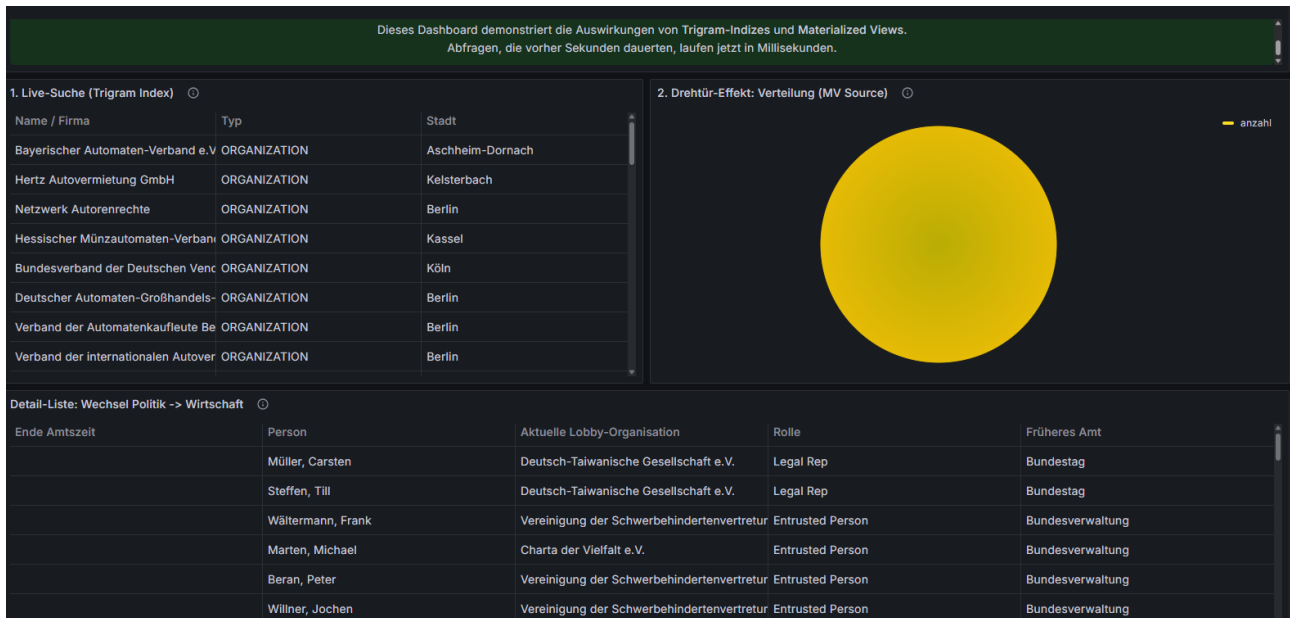 Dieses Dashboard demonstriert die Auswirkungen von Trigram-Indizes und Materialized Views.
Abfragen, die vorher Sekunden dauerten, laufen jetzt in Millisekunden.
1. Live-Suche (Trigram Index)
Name / Firma Typ Stadt
Bayerischer Automaten-Verband e.V ORGANIZATION Aschheim-Dornach
Hertz Autovermietung GmbH ORGANIZATION Kelsterbach
Netzwerk Autorenrechte ORGANIZATION Berlin
Hessischer Münzautomaten-Verban ORGANIZATION Kassel
Bundesverband der Deutschen Venc ORGANIZATION Köln
Deutscher Automaten-Großhandels- ORGANIZATION Berlin
Verband der Automatenkaufleute Be ORGANIZATION Berlin
Verband der internationalen Autover ORGANIZATION Berlin
2. Drehtür-Effekt: Verteilung (MV Source)
anzahl
Detail-Liste: Wechsel Politik -> Wirtschaft
Ende Amtszeit Person Aktuelle Lobby-Organisation Rolle Früheres Amt
Müller, Carsten Deutsch-Taiwanische Gesellschaft e.V. Legal Rep Bundestag
Steffen, Till Deutsch-Taiwanische Gesellschaft e.V. Legal Rep Bundestag
Wältermann, Frank Vereinigung der Schwerbehindertenvertretur Entrusted Person Bundesverwaltung
Marten, Michael Charta der Vielfalt e.V. Entrusted Person Bundesverwaltung
Beran, Peter Vereinigung der Schwerbehindertenvertretur Entrusted Person Bundesverwaltung
Willner, Jochen Vereinigung der Schwerbehindertenvertretur Entrusted Person Bundesverwaltung